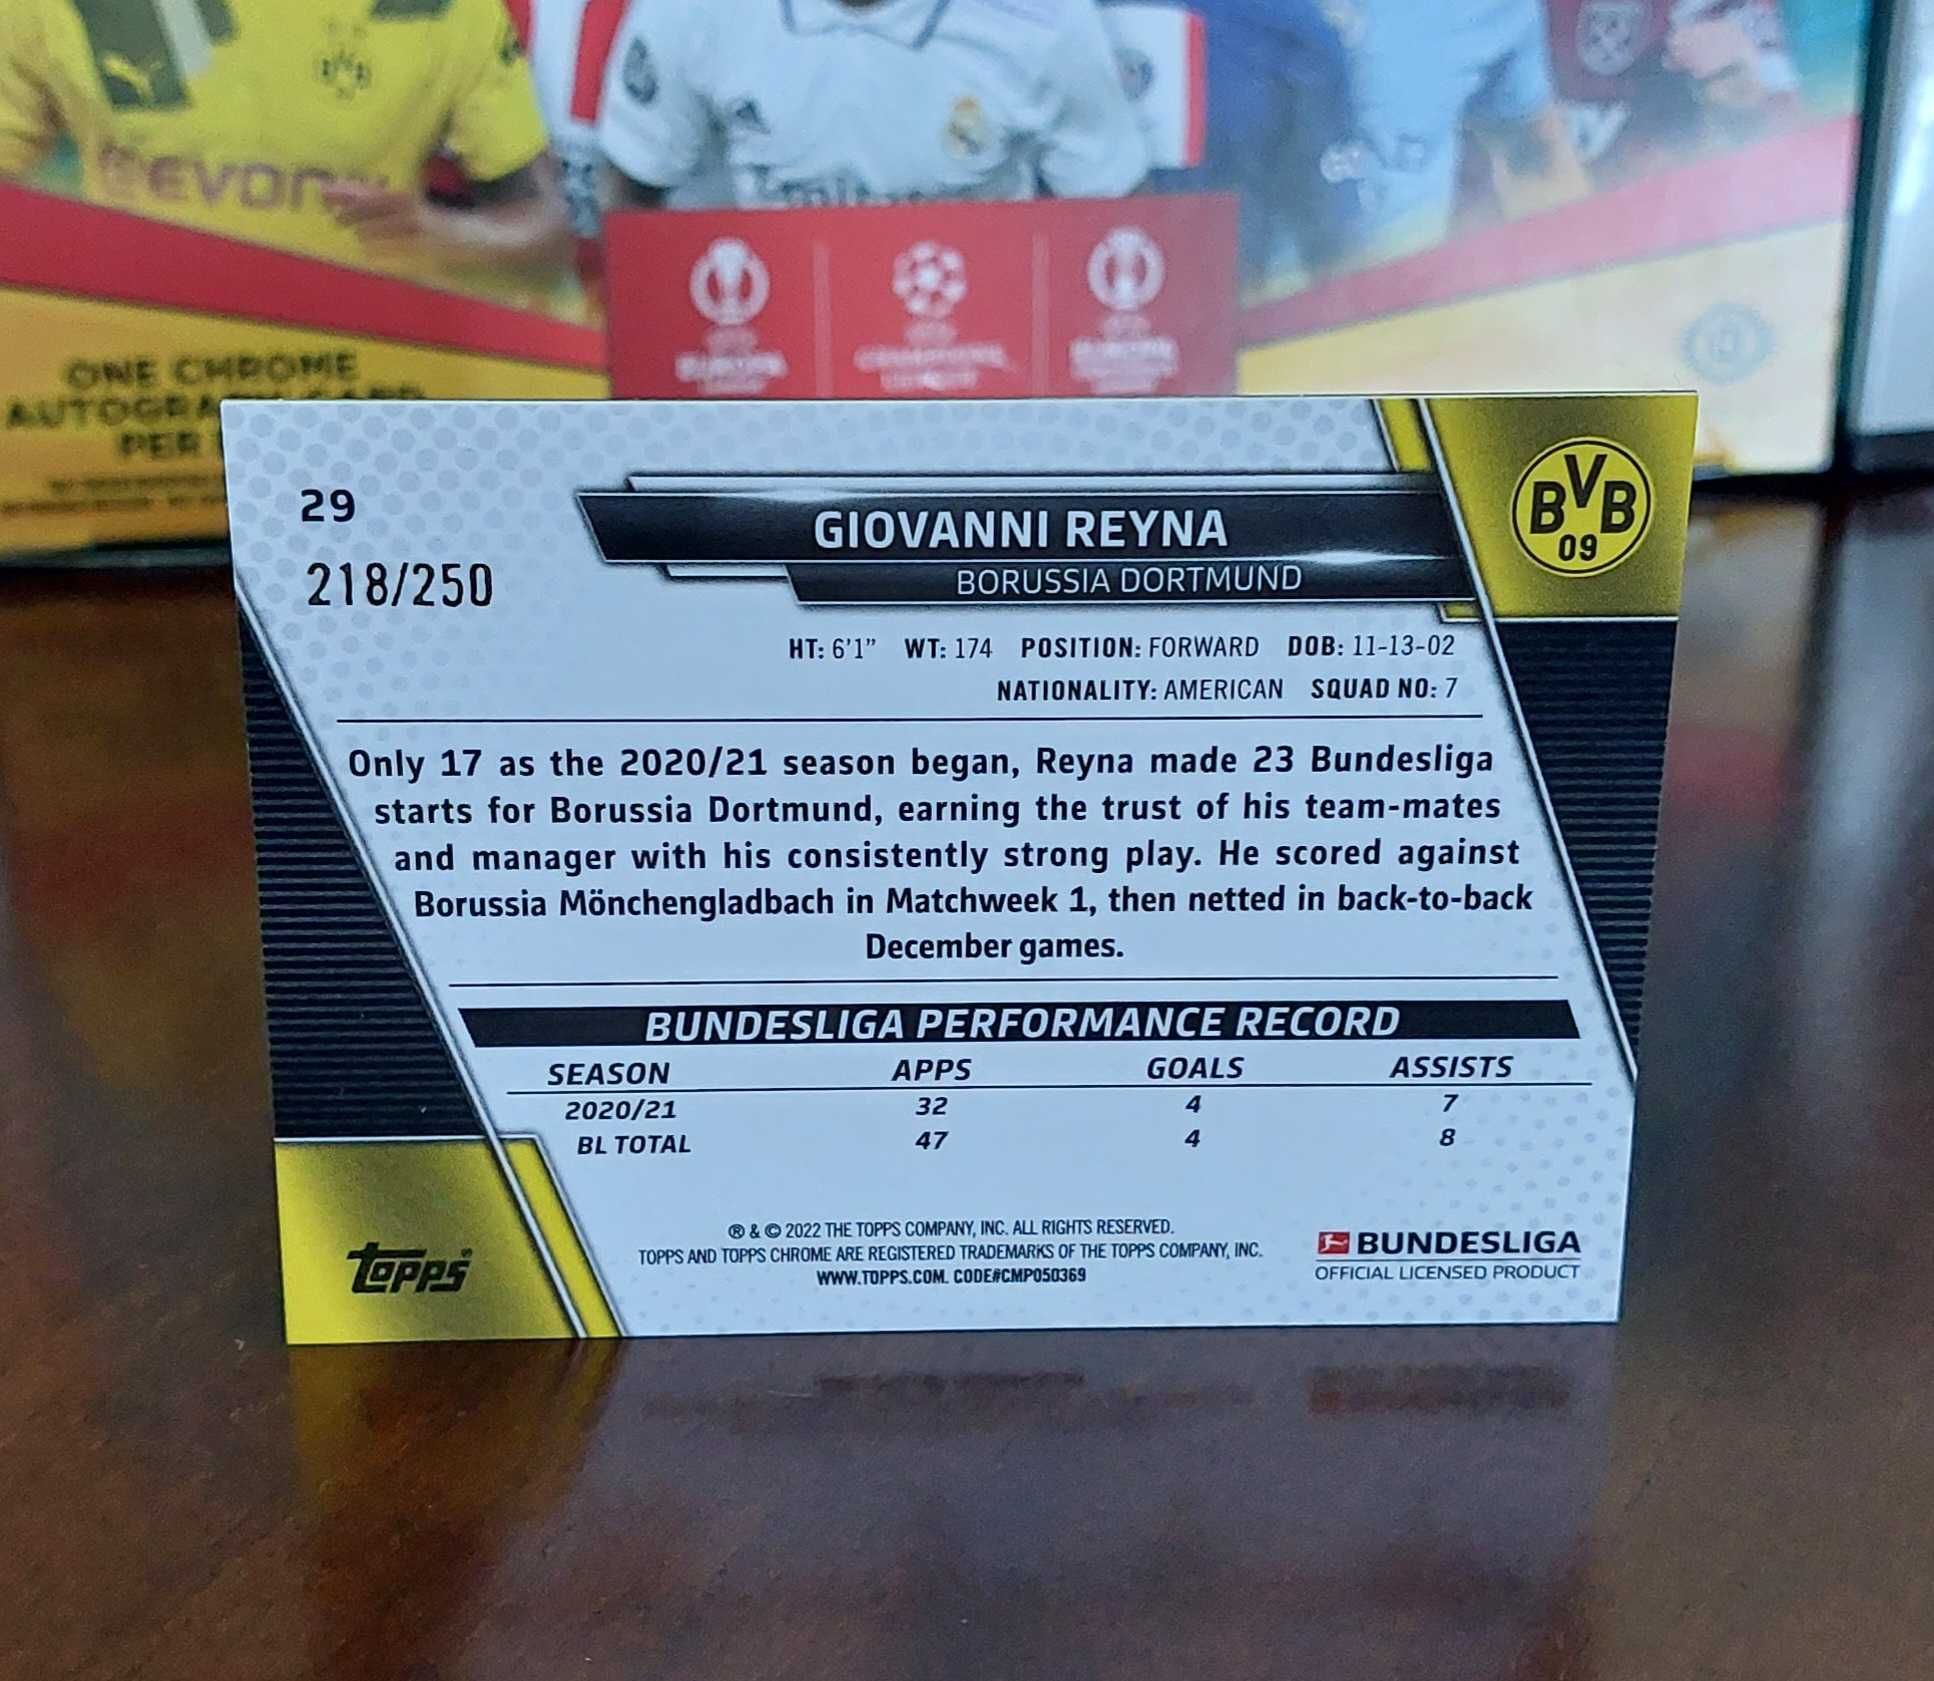 EVON
ONE CHROME
AUTOGRAPH CARD
PER
29
218/250
GIOVANNI REYNA
BORUSSIA DORTMUND
BVB
09
HT: 6'1" WT: 174 POSITION: FORWARD DOB: 11-13-02
NATIONALITY: AMERICAN SQUAD NO: 7
Only 17 as the 2020/21 season began, Reyna made 23 Bundesliga
starts for Borussia Dortmund, earning the trust of his team-mates
and manager with his consistently strong play. He scored against
Borussia Mönchengladbach in Matchweek 1, then netted in back-to-back
December games.
BUNDESLIGA PERFORMANCE RECORD
SEASON APPS GOALS ASSISTS
2020/21 32 4 7
BL TOTAL 47 4 8
® & © 2022 THE TOPPS COMPANY, INC. ALL RIGHTS RESERVED.
TOPPS AND TOPPS CHROME ARE REGISTERED TRADEMARKS OF THE TOPPS COMPANY, INC.
WWW.TOPPS.COM. CODE#CMP050369
Topps®
BUNDESLIGA
OFFICIAL LICENSED PRODUCT